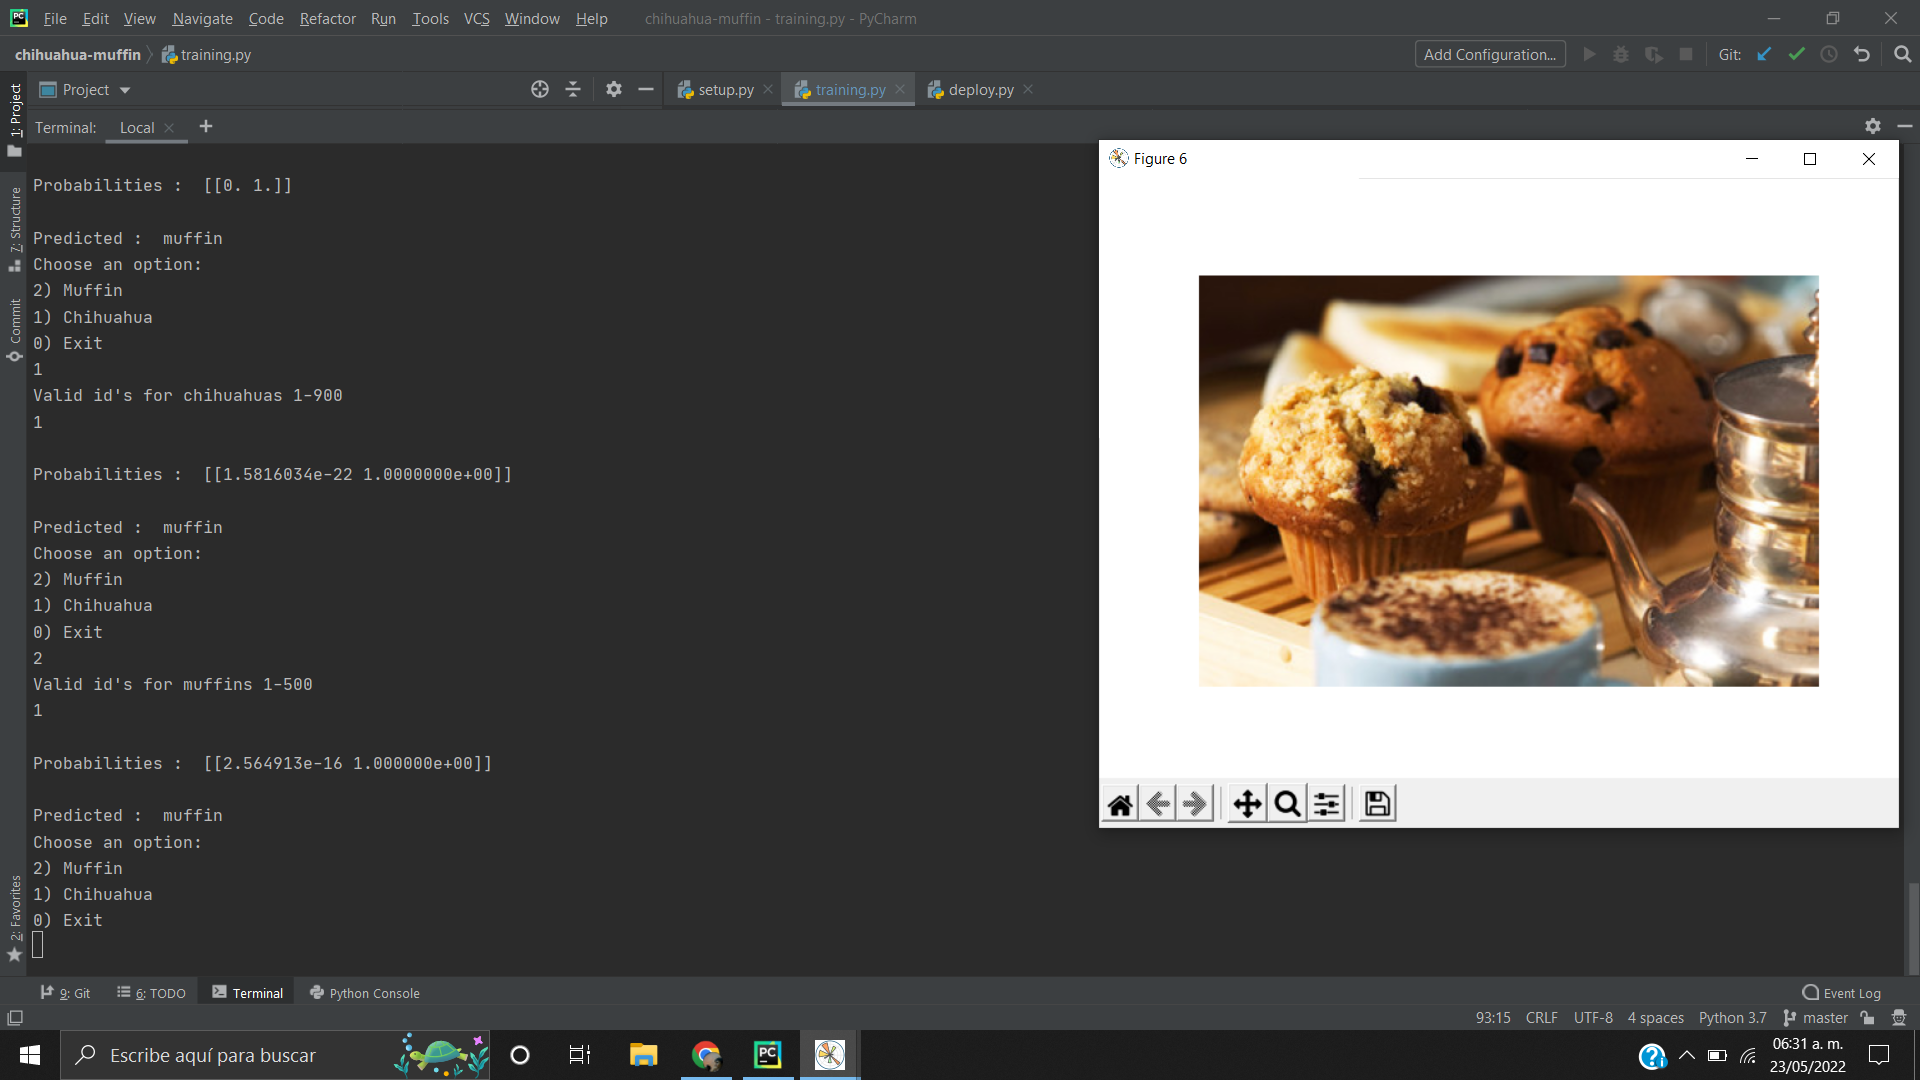 File Edit View Navigate Code Refactor Run Tools VCS Window Help chihuahua-muffin - training.py - PyCharm
chihuahua-muffin training.py Add Configuration... Git:
Project setup.py training.py deploy.py
Terminal: Local
1: Project
7: Structure
Commit
2: Favorites
Probabilities :  [[0. 1.]]
Predicted :  muffin
Choose an option:
2) Muffin
1) Chihuahua
0) Exit
1
Valid id's for chihuahuas 1-900
1
Probabilities :  [[1.5816034e-22 1.0000000e+00]]
Predicted :  muffin
Choose an option:
2) Muffin
1) Chihuahua
0) Exit
2
Valid id's for muffins 1-500
1
Probabilities :  [[2.564913e-16 1.000000e+00]]
Predicted :  muffin
Choose an option:
2) Muffin
1) Chihuahua
0) Exit
Figure 6
9: Git 6: TODO Terminal Python Console Event Log
93:15 CRLF UTF-8 4 spaces Python 3.7 master
Escribe aquí para buscar
PC
06:31 a. m.
23/05/2022